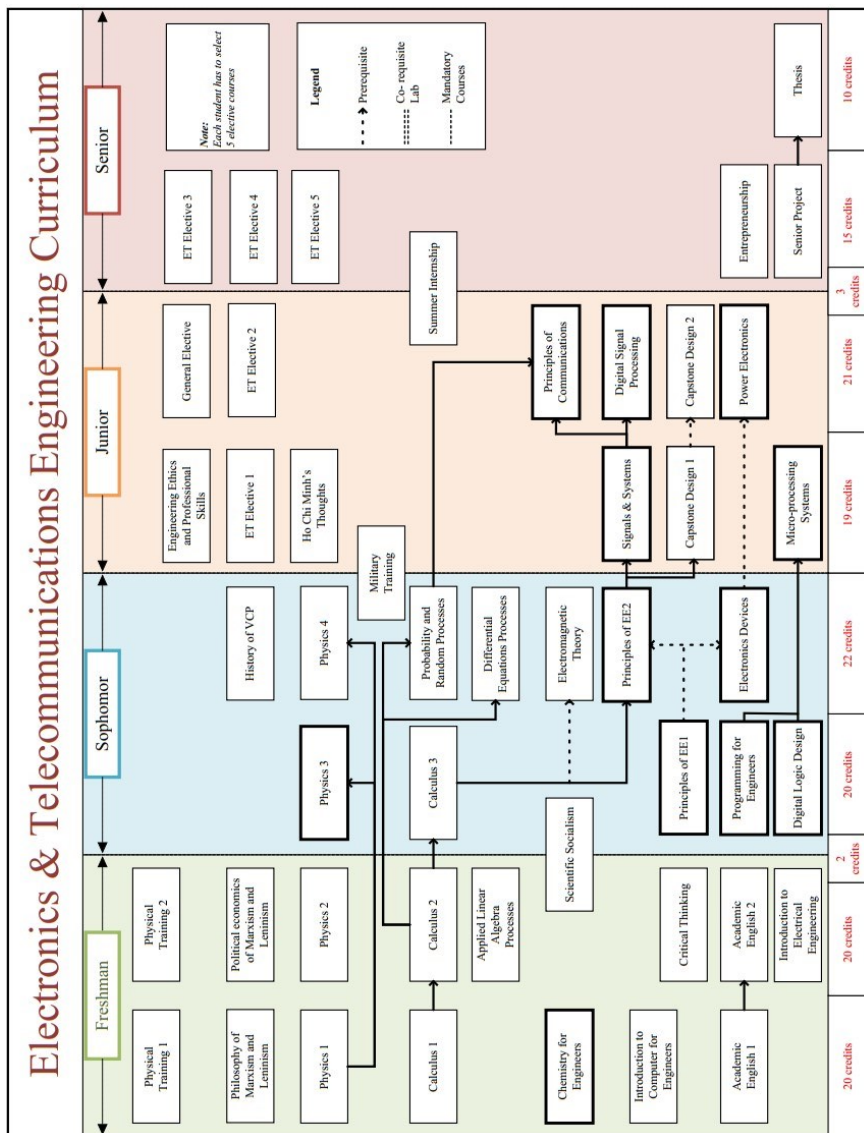 Electronics & Telecommunications Engineering Curriculum
Freshman
Sophomor
Junior
Senior
Physical
Training 1
Physical
Training 2
Philosophy of
Marxism and
Leninism
Political economics
of Marxism and
Leninism
Physics 1
Physics 2
Calculus 1
Calculus 2
Applied Linear
Algebra
Processes
Chemistry for
Engineers
Introduction to
Computer for
Engineers
Critical Thinking
Academic
English 1
Academic
English 2
Introduction to
Electrical
Engineering
Scientific Socialism
History of VCP
Physics 3
Physics 4
Military
Training
Calculus 3
Probability and
Random Processes
Differential
Equations Processes
Electromagnetic
Theory
Principles of EE2
Principles of EE1
Electronics Devices
Programming for
Engineers
Digital Logic Design
Engineering Ethics
and Professional
Skills
General Elective
ET Elective 1
ET Elective 2
Ho Chi Minh's
Thoughts
Summer Internship
Principles of
Communications
Signals & Systems
Digital Signal
Processing
Capstone Design 1
Capstone Design 2
Power Electronics
Micro-processing
Systems
ET Elective 3
ET Elective 4
ET Elective 5
Note:
Each student has to select
5 elective courses
Legend
Prerequisite
Co- requisite
Lab
Mandatory
Courses
Entrepreneurship
Senior Project
Thesis
20 credits
20 credits
2
credits
20 credits
22 credits
19 credits
21 credits
3
credits
15 credits
10 credits